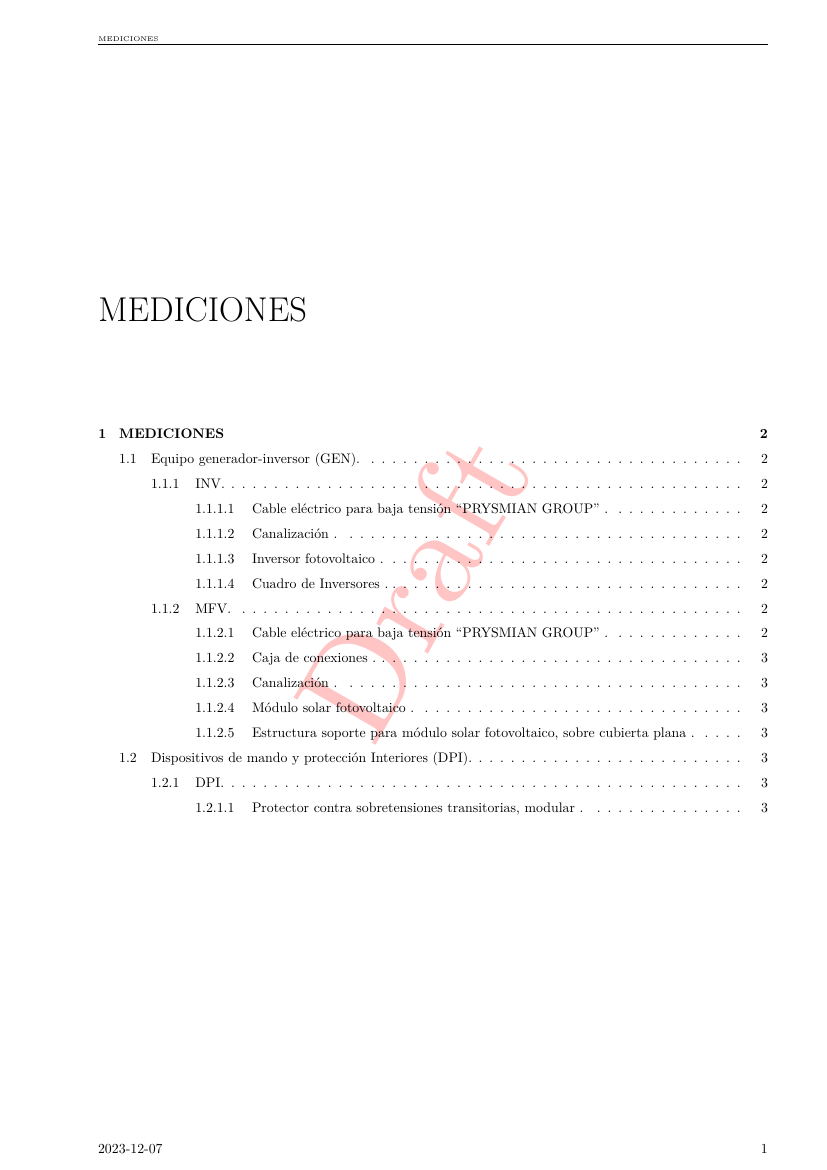 MEDICIONES
MEDICIONES
1 MEDICIONES 2
1.1 Equipo generador-inversor (GEN). . . . . . . . . . . . . . . . . . . . . . . . . . . . . . . 2
1.1.1 INV. . . . . . . . . . . . . . . . . . . . . . . . . . . . . . . . . . . . . . . . . . 2
1.1.1.1 Cable eléctrico para baja tensión “PRYSMIAN GROUP” . . . . . . . . . . . . . 2
1.1.1.2 Canalización . . . . . . . . . . . . . . . . . . . . . . . . . . . . . . . . . 2
1.1.1.3 Inversor fotovoltaico . . . . . . . . . . . . . . . . . . . . . . . . . . . . . 2
1.1.1.4 Cuadro de Inversores . . . . . . . . . . . . . . . . . . . . . . . . . . . . . 2
1.1.2 MFV. . . . . . . . . . . . . . . . . . . . . . . . . . . . . . . . . . . . . . . . . 2
1.1.2.1 Cable eléctrico para baja tensión “PRYSMIAN GROUP” . . . . . . . . . . . . . 2
1.1.2.2 Caja de conexiones . . . . . . . . . . . . . . . . . . . . . . . . . . . . . . 3
1.1.2.3 Canalización . . . . . . . . . . . . . . . . . . . . . . . . . . . . . . . . . 3
1.1.2.4 Módulo solar fotovoltaico . . . . . . . . . . . . . . . . . . . . . . . . . . . 3
1.1.2.5 Estructura soporte para módulo solar fotovoltaico, sobre cubierta plana . . . . . 3
1.2 Dispositivos de mando y protección Interiores (DPI). . . . . . . . . . . . . . . . . . . . . 3
1.2.1 DPI. . . . . . . . . . . . . . . . . . . . . . . . . . . . . . . . . . . . . . . . . . 3
1.2.1.1 Protector contra sobretensiones transitorias, modular . . . . . . . . . . . . . . 3
Draft
2023-12-07 1